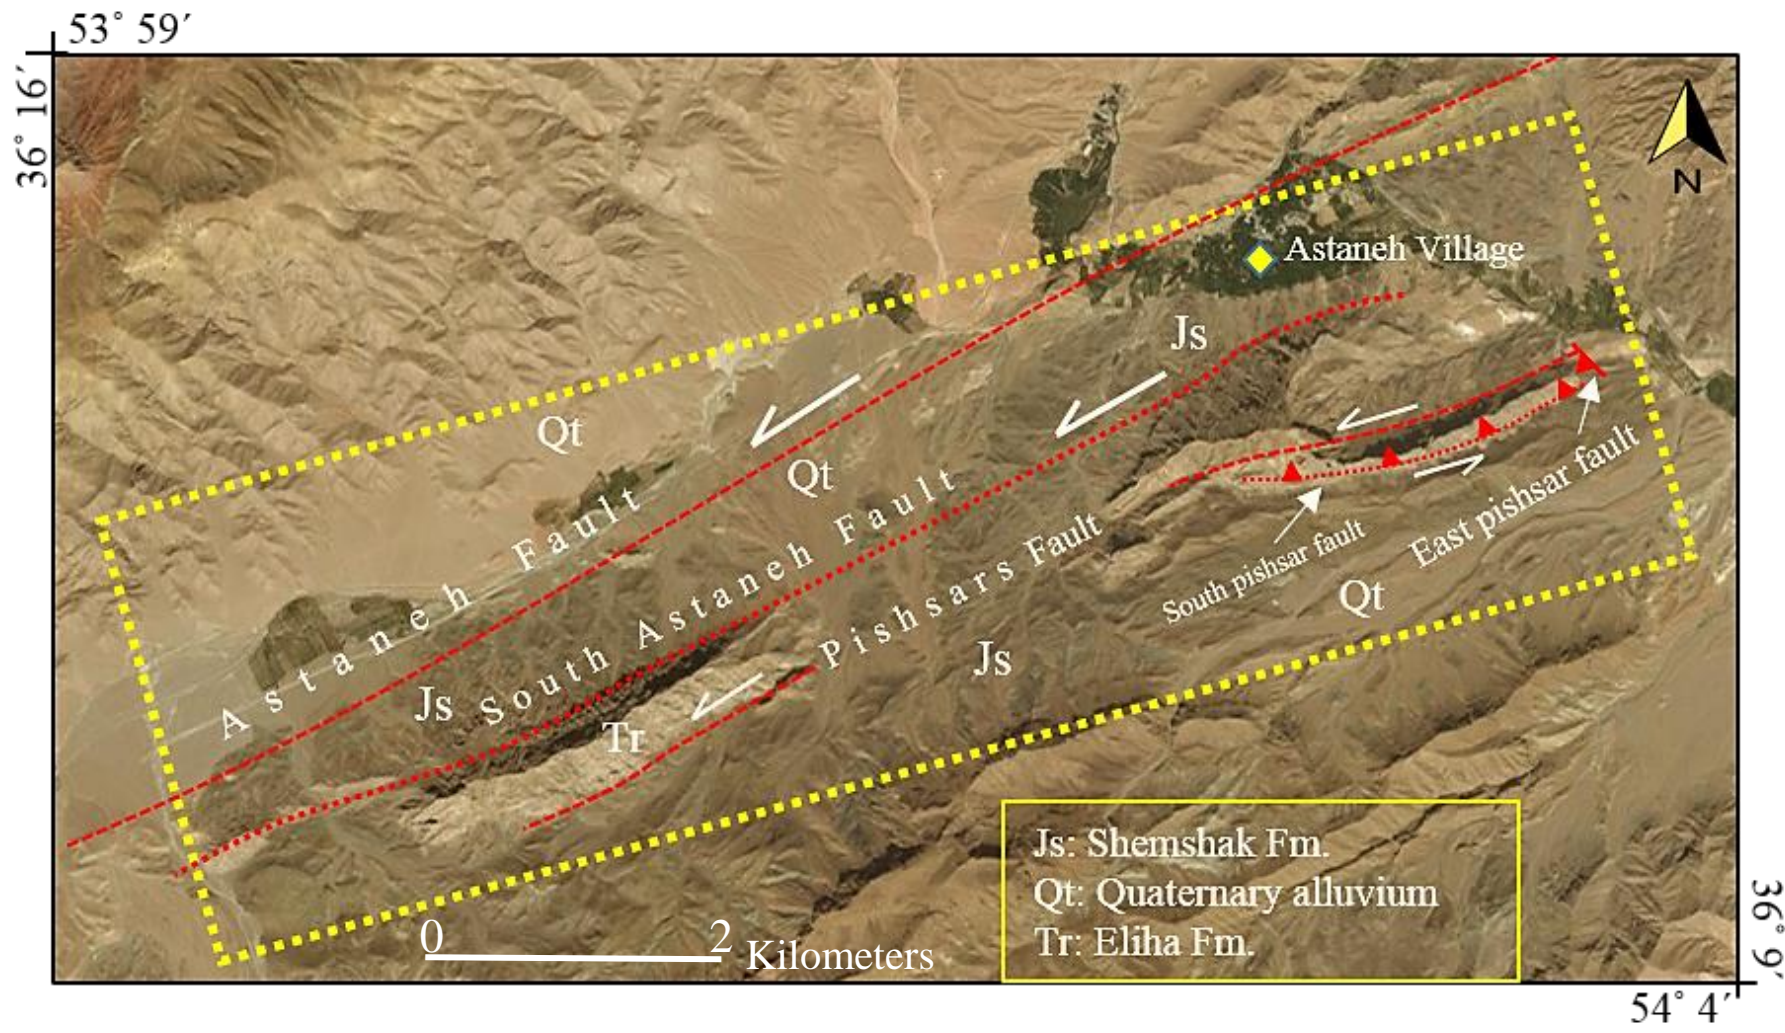 53˚ 59´
36˚ 16´
N
Astaneh Village
Js
Qt
Qt
Astaneh Fault
South Astaneh Fault
Pishsars Fault
South pishsar fault
East pishsar fault
Qt
Js
Js
Tr
Js: Shemshak Fm.
Qt: Quaternary alluvium
Tr: Eliha Fm.
0 2 Kilometers
36˚ 9´
54˚ 4´